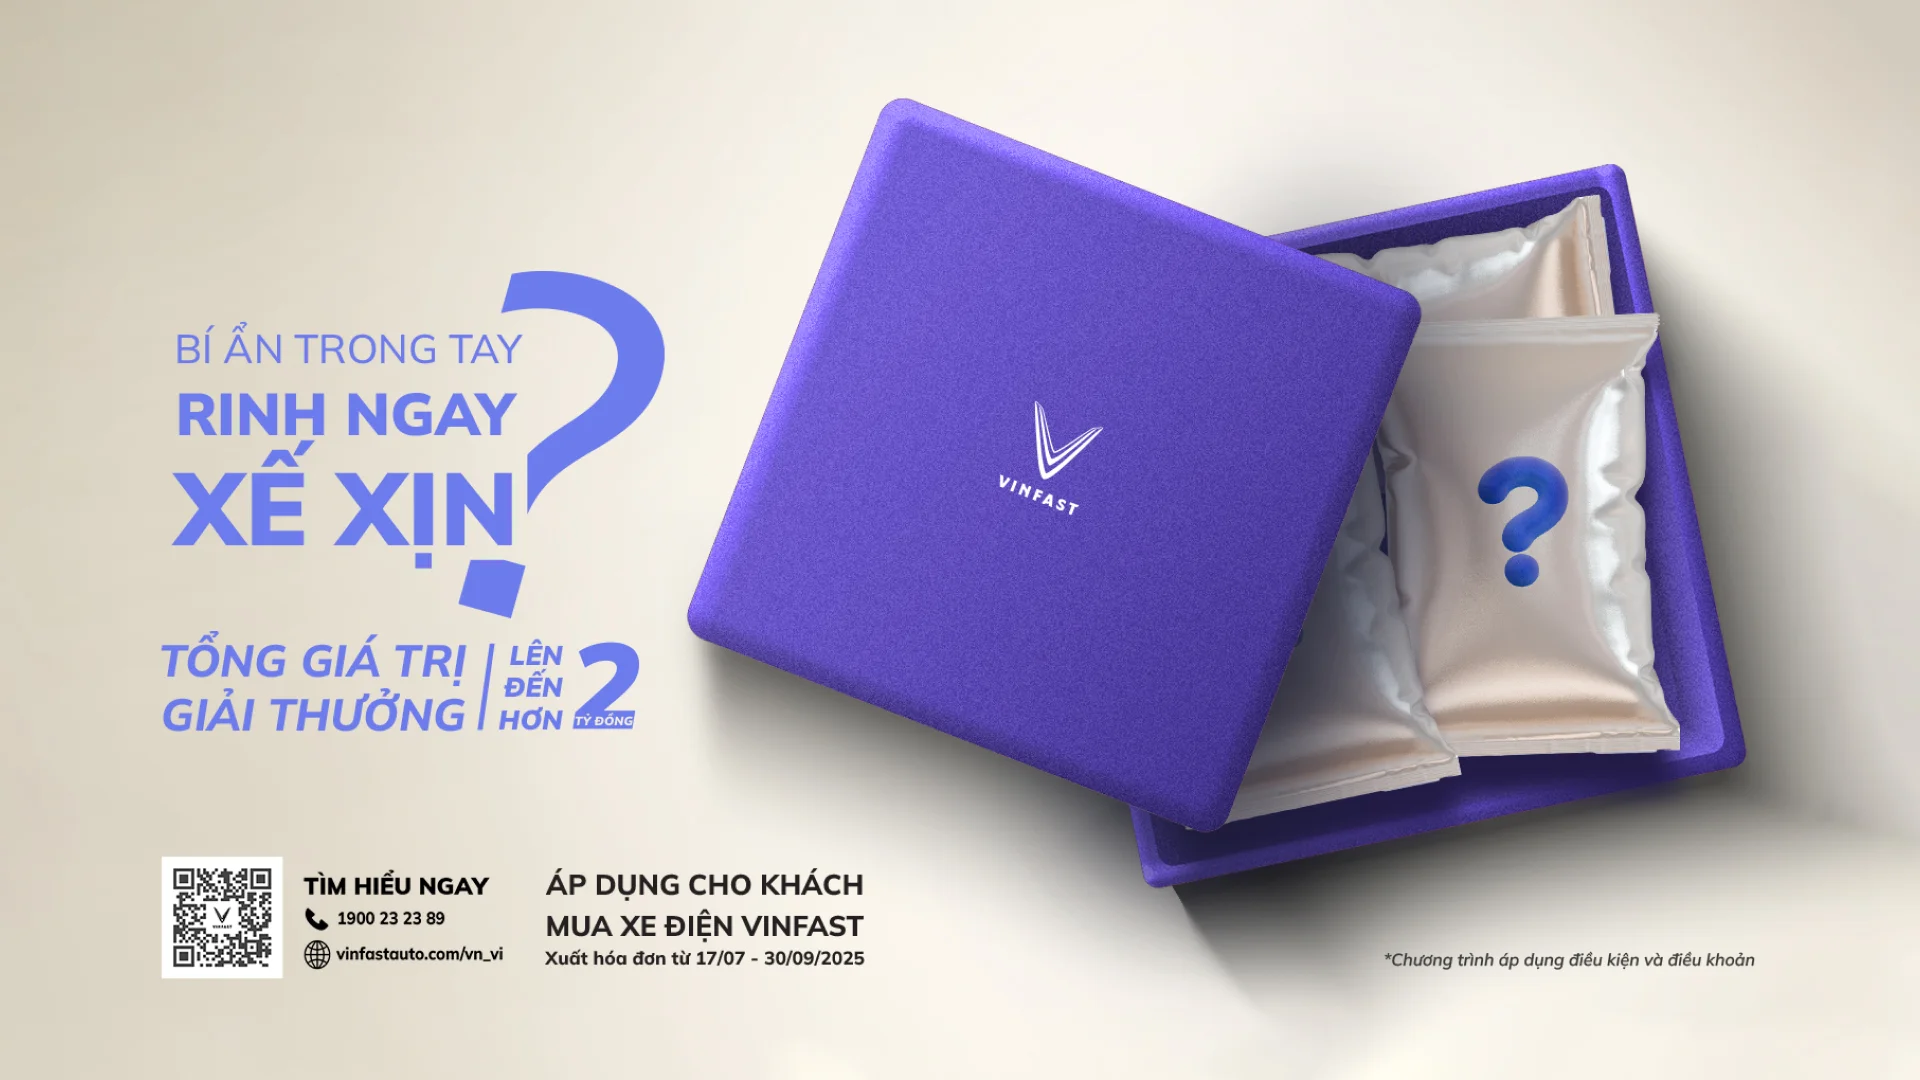 BÍ ẨN TRONG TAY
RINH NGAY
XẾ XỊN
?
TỔNG GIÁ TRỊ
GIẢI THƯỞNG
LÊN
ĐẾN
HƠN
2
TỶ ĐỒNG
VINFAST
?
VINFAST
TÌM HIỂU NGAY
1900 23 23 89
vinfastauto.com/vn_vi
ÁP DỤNG CHO KHÁCH
MUA XE ĐIỆN VINFAST
Xuất hóa đơn từ 17/07 - 30/09/2025
*Chương trình áp dụng điều kiện và điều khoản